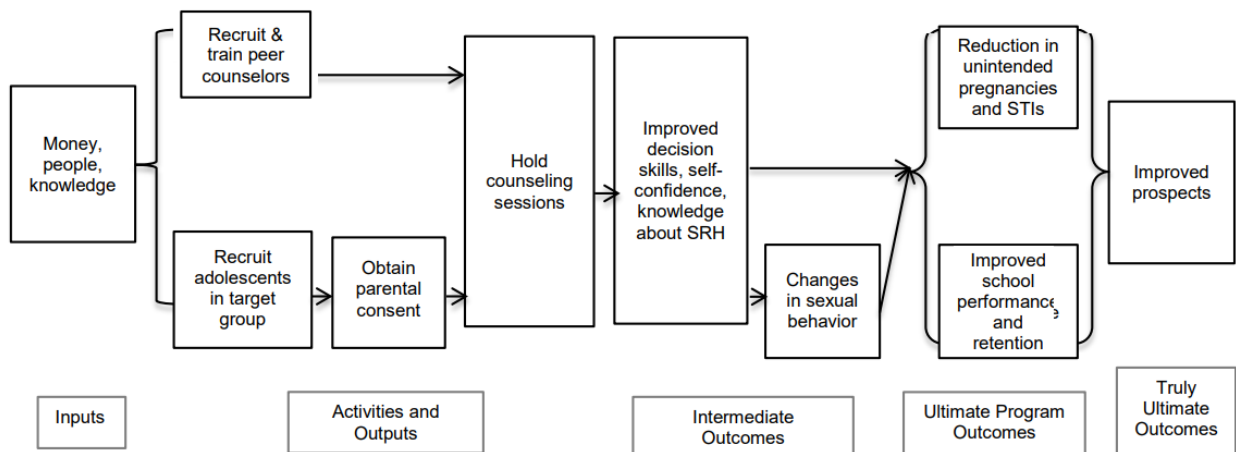 Money,
people,
knowledge
Recruit &
train peer
counselors
Recruit
adolescents
in target
group
Obtain
parental
consent
Hold
counseling
sessions
Improved
decision
skills, self-
confidence,
knowledge
about SRH
Changes
in sexual
behavior
Reduction in
unintended
pregnancies
and STIs
Improved
school
performance
and
retention
Improved
prospects
Inputs
Activities and
Outputs
Intermediate
Outcomes
Ultimate Program
Outcomes
Truly
Ultimate
Outcomes